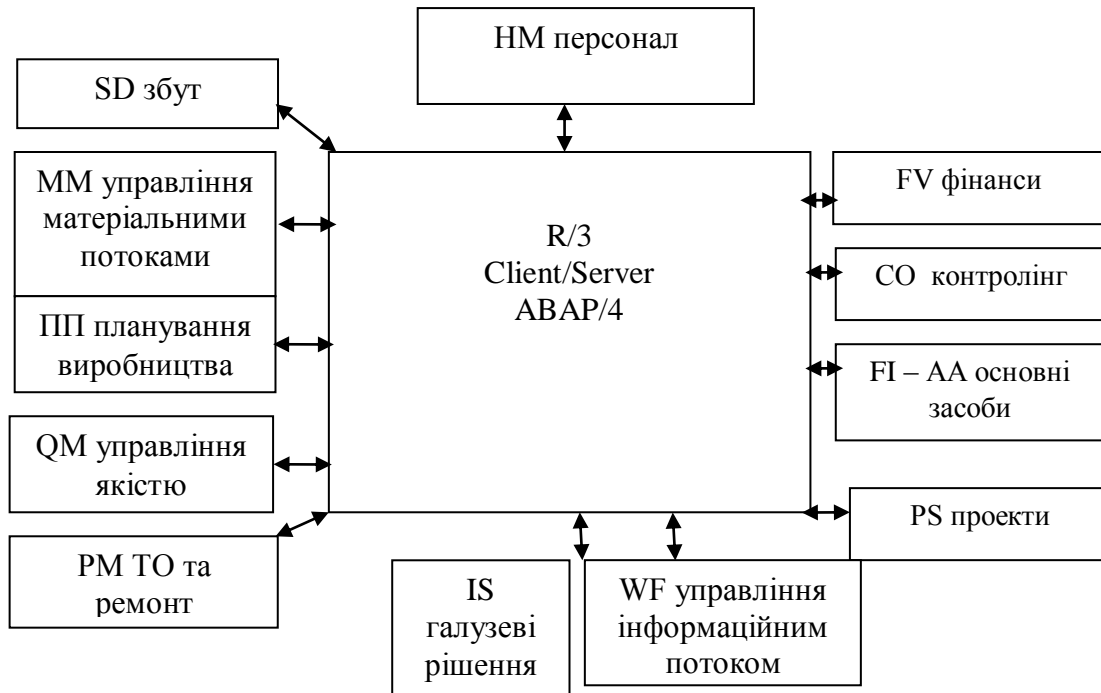 НМ персонал
SD збут
ММ управління
матеріальними
потоками
ПП планування
виробництва
QM управління
якістю
РМ ТО та
ремонт
R/3
Client/Server
ABAP/4
FV фінанси
СО контролінг
FI – AA основні
засоби
PS проекти
IS
галузеві
рішення
WF управління
інформаційним
потоком